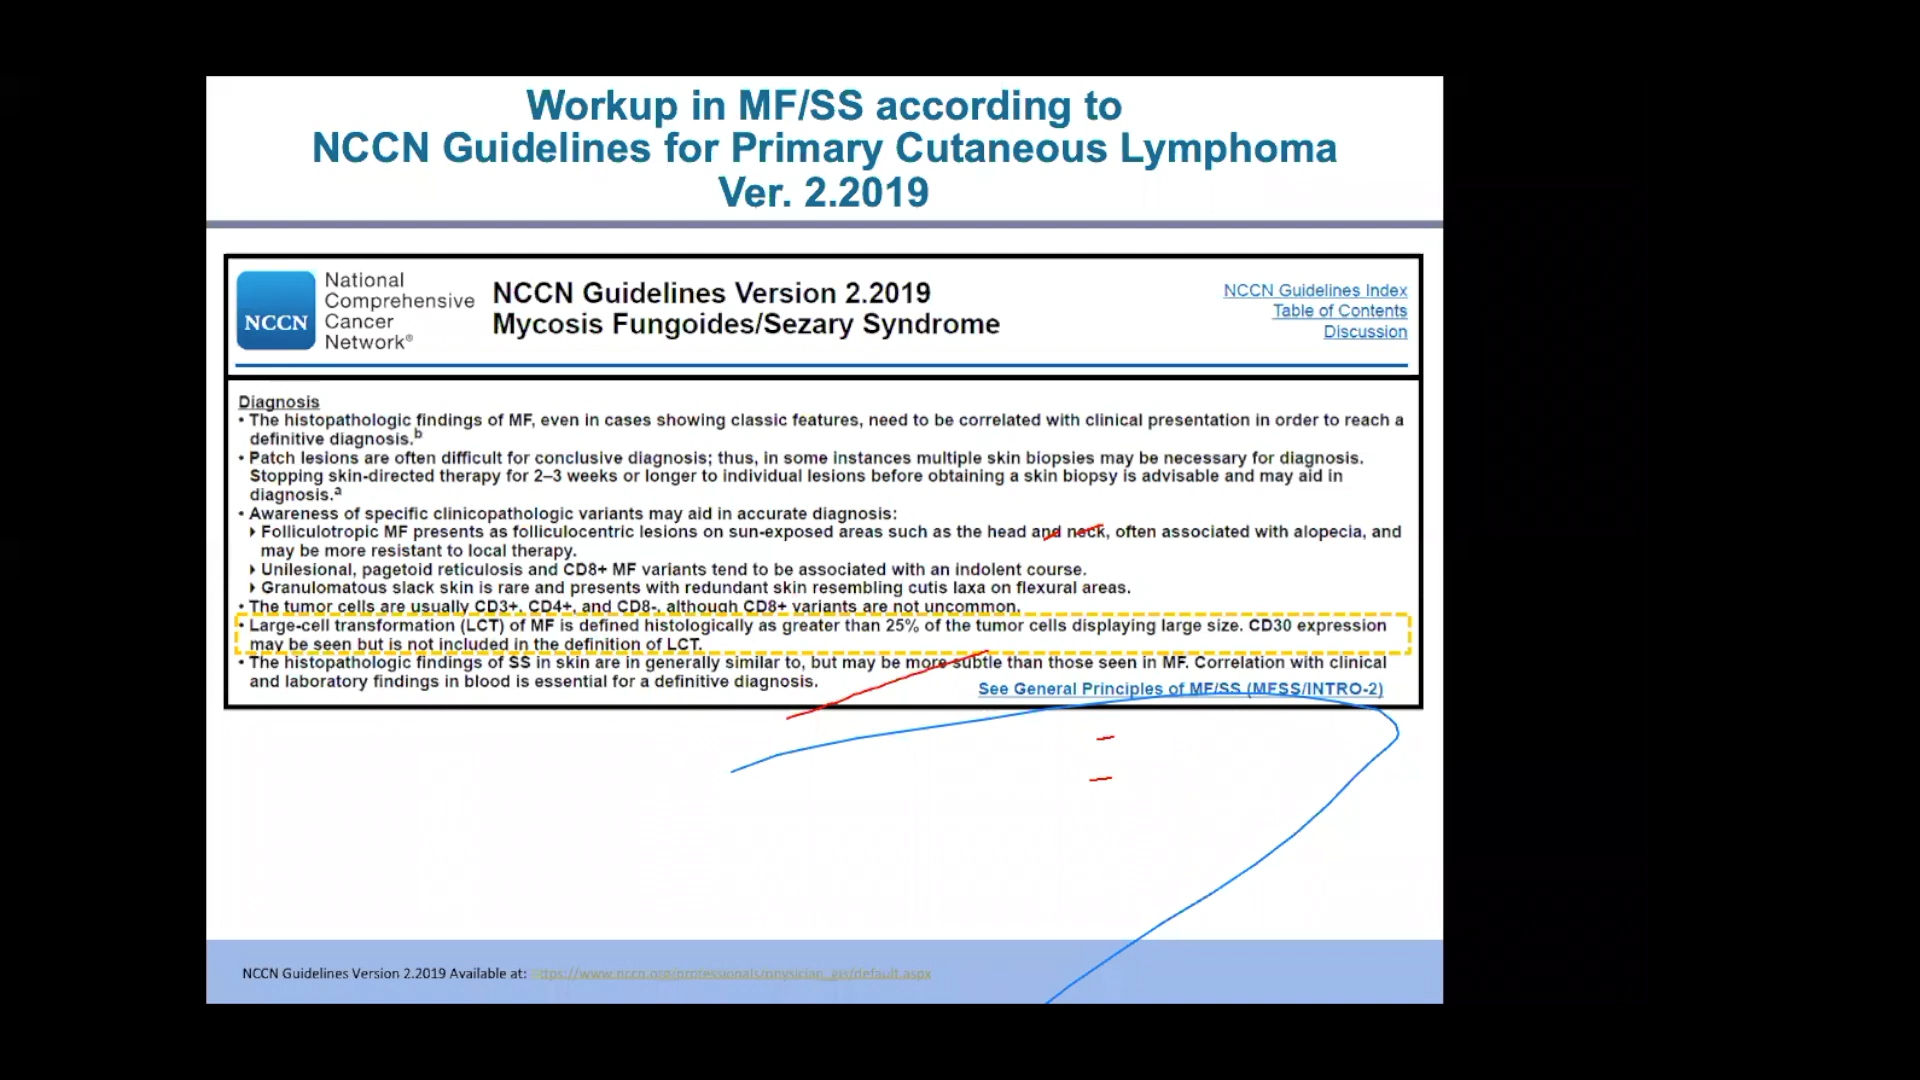 Workup in MF/SS according to
NCCN Guidelines for Primary Cutaneous Lymphoma
Ver. 2.2019
NCCN
National
Comprehensive
Cancer
Network®
NCCN Guidelines Version 2.2019
Mycosis Fungoides/Sezary Syndrome
NCCN Guidelines Index
Table of Contents
Discussion
Diagnosis
• The histopathologic findings of MF, even in cases showing classic features, need to be correlated with clinical presentation in order to reach a
definitive diagnosis.b
• Patch lesions are often difficult for conclusive diagnosis; thus, in some instances multiple skin biopsies may be necessary for diagnosis.
Stopping skin-directed therapy for 2–3 weeks or longer to individual lesions before obtaining a skin biopsy is advisable and may aid in
diagnosis.a
• Awareness of specific clinicopathologic variants may aid in accurate diagnosis:
▸ Folliculotropic MF presents as folliculocentric lesions on sun-exposed areas such as the head and neck, often associated with alopecia, and
may be more resistant to local therapy.
▸ Unilesional, pagetoid reticulosis and CD8+ MF variants tend to be associated with an indolent course.
▸ Granulomatous slack skin is rare and presents with redundant skin resembling cutis laxa on flexural areas.
• The tumor cells are usually CD3+, CD4+, and CD8-, although CD8+ variants are not uncommon.
• Large-cell transformation (LCT) of MF is defined histologically as greater than 25% of the tumor cells displaying large size. CD30 expression
may be seen but is not included in the definition of LCT.
• The histopathologic findings of SS in skin are in generally similar to, but may be more subtle than those seen in MF. Correlation with clinical
and laboratory findings in blood is essential for a definitive diagnosis.
See General Principles of MF/SS (MFSS/INTRO-2)
NCCN Guidelines Version 2.2019 Available at: https://www.nccn.org/professionals/physician_gls/default.aspx